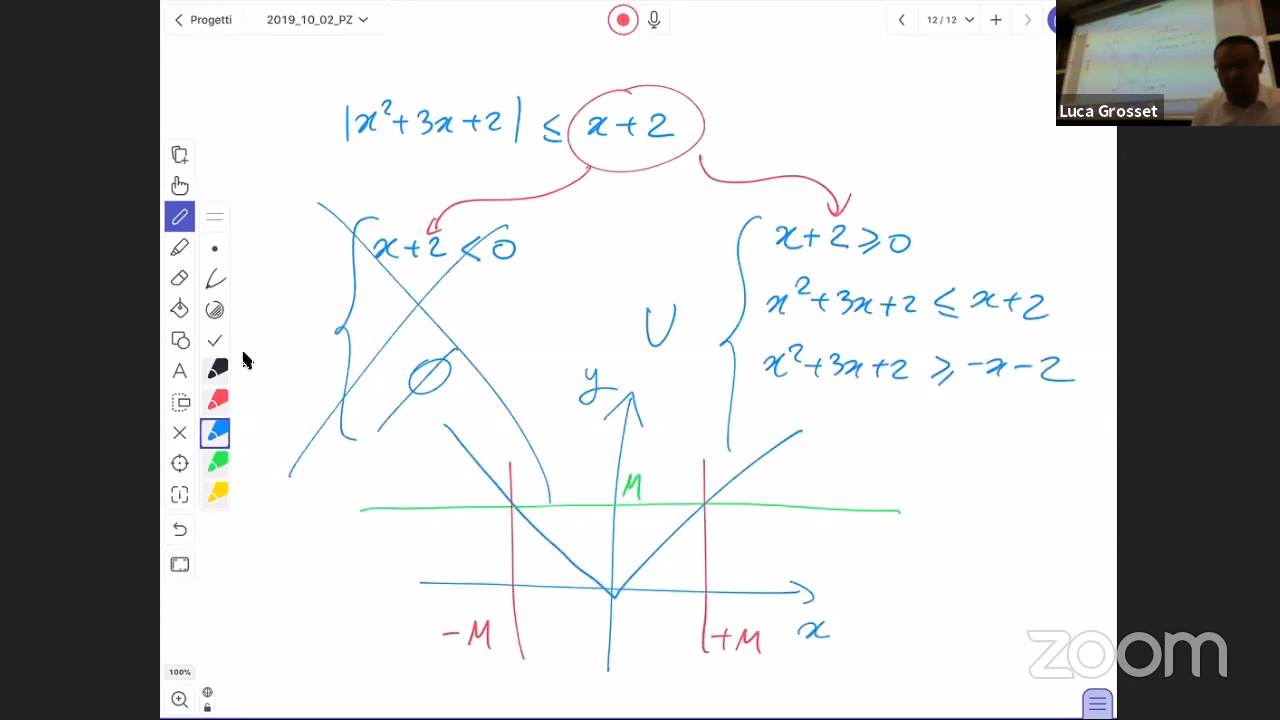 Progetti
2019_10_02_PZ
12/12
Luca Grosset
|x²+3x+2| ≤ x+2
x+2<0
∅
U
x+2⩾0
x²+3x+2 ≤ x+2
x²+3x+2 ⩾ -x-2
y
M
-M
+M
x
A
100%
zoom